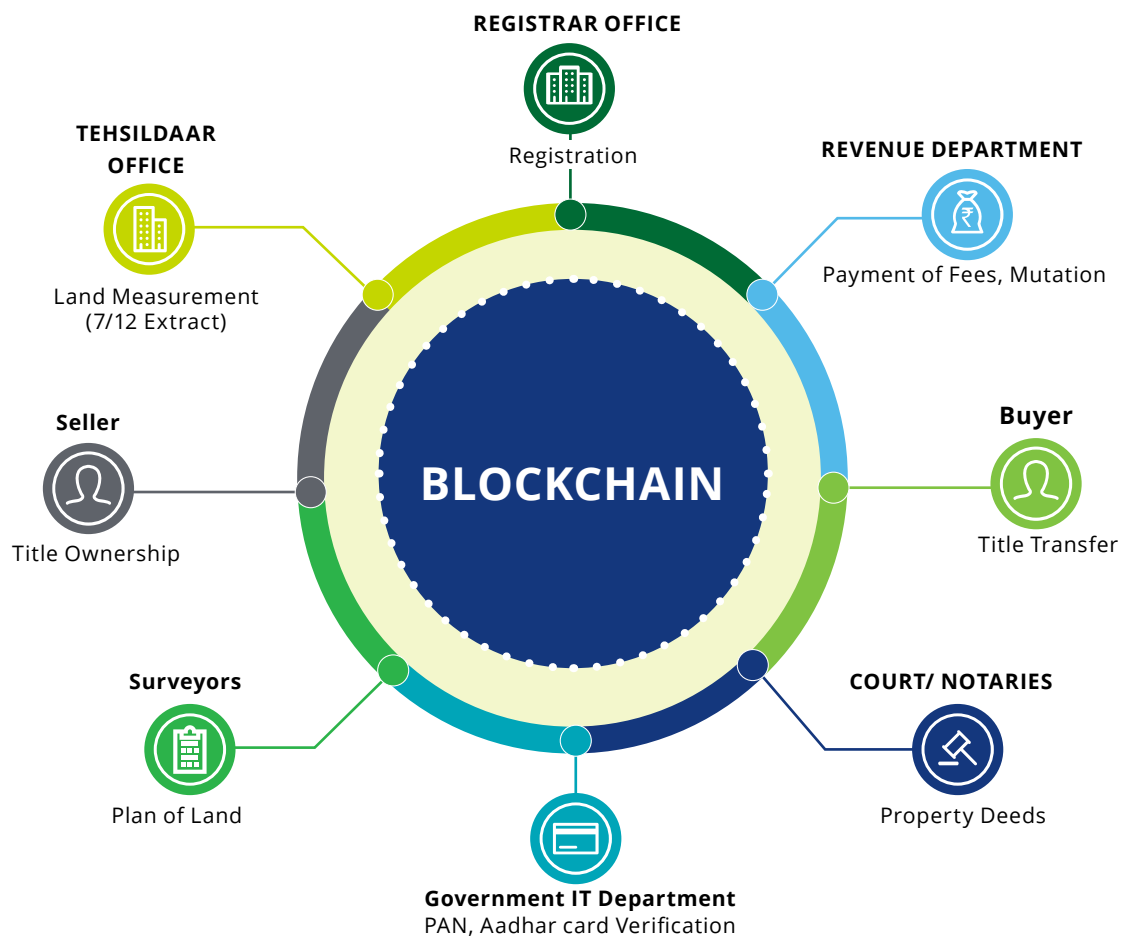 REGISTRAR OFFICE
Registration
TEHSILDAAR
OFFICE
Land Measurement
(7/12 Extract)
REVENUE DEPARTMENT
₹
Payment of Fees, Mutation
Seller
Title Ownership
BLOCKCHAIN
Buyer
Title Transfer
Surveyors
Plan of Land
COURT/ NOTARIES
Property Deeds
Government IT Department
PAN, Aadhar card Verification